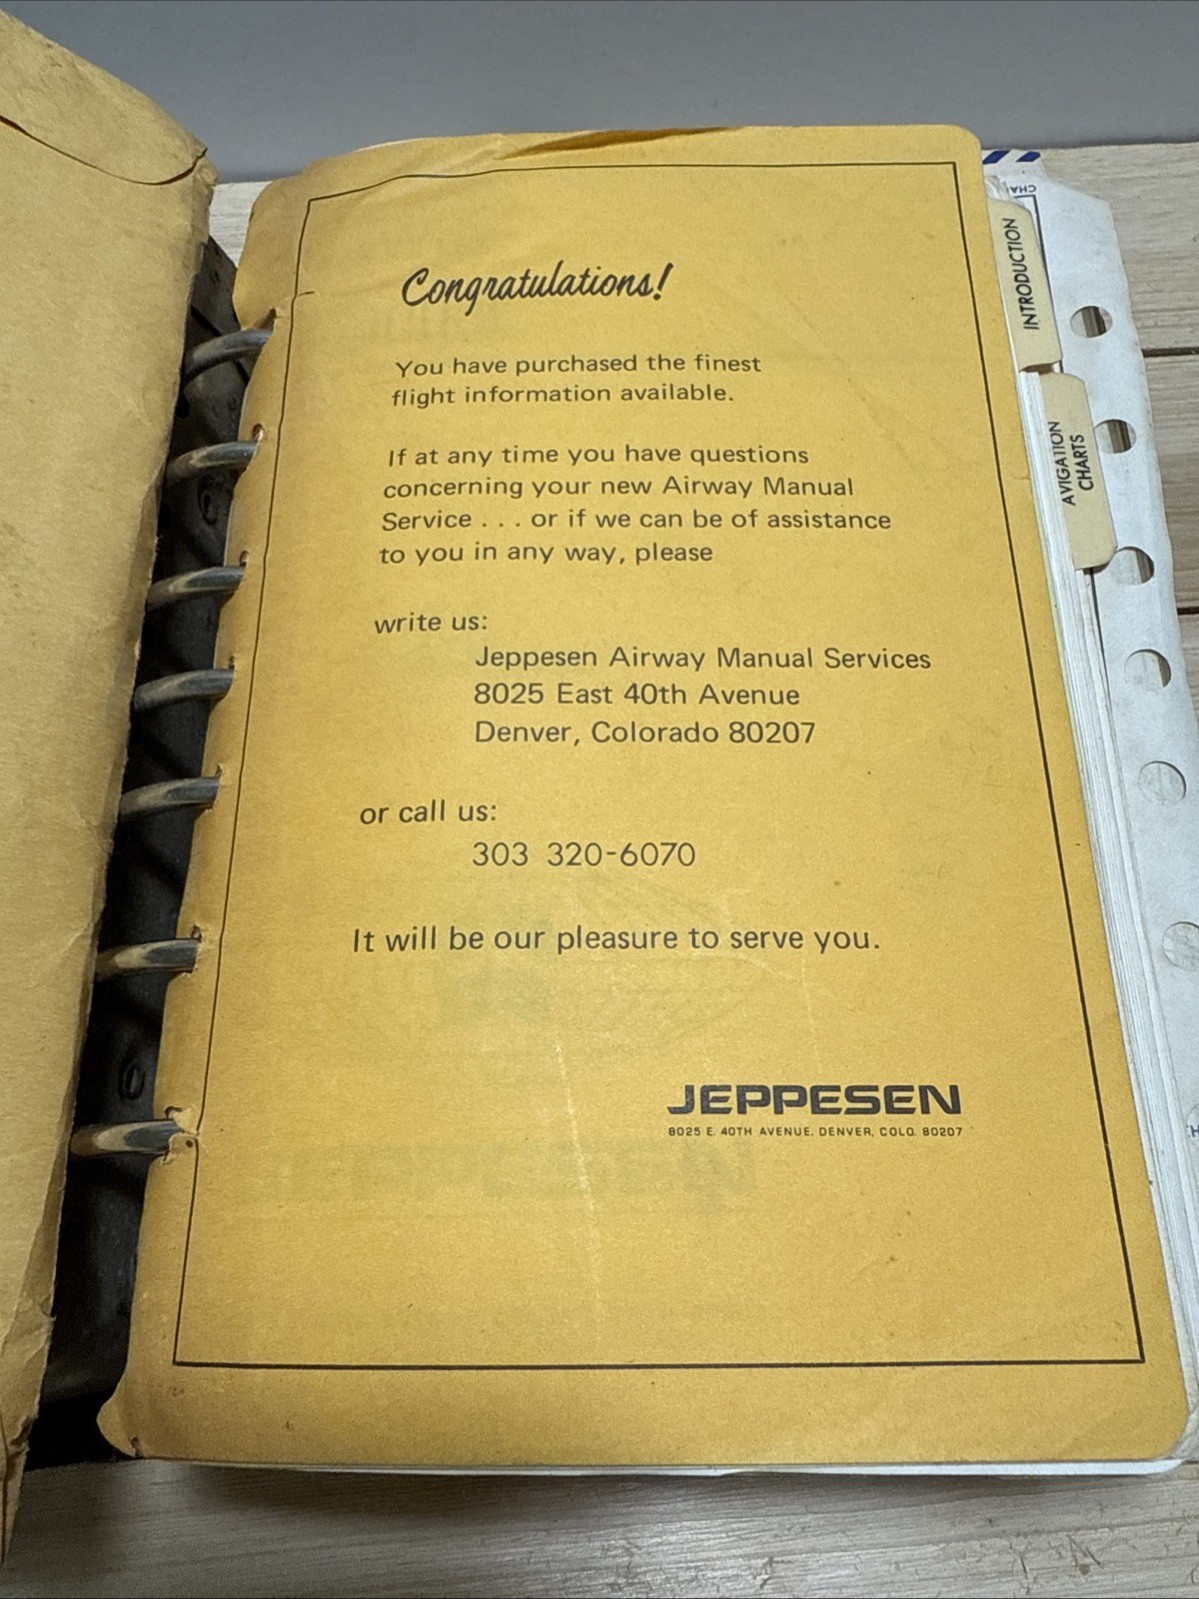 Congratulations!
You have purchased the finest
flight information available.
If at any time you have questions
concerning your new Airway Manual
Service . . . or if we can be of assistance
to you in any way, please
write us:
Jeppesen Airway Manual Services
8025 East 40th Avenue
Denver, Colorado 80207
or call us:
303 320-6070
It will be our pleasure to serve you.
JEPPESEN
8025 E. 40TH AVENUE, DENVER, COLO. 80207
INTRODUCTION
AVIGATION
CHARTS